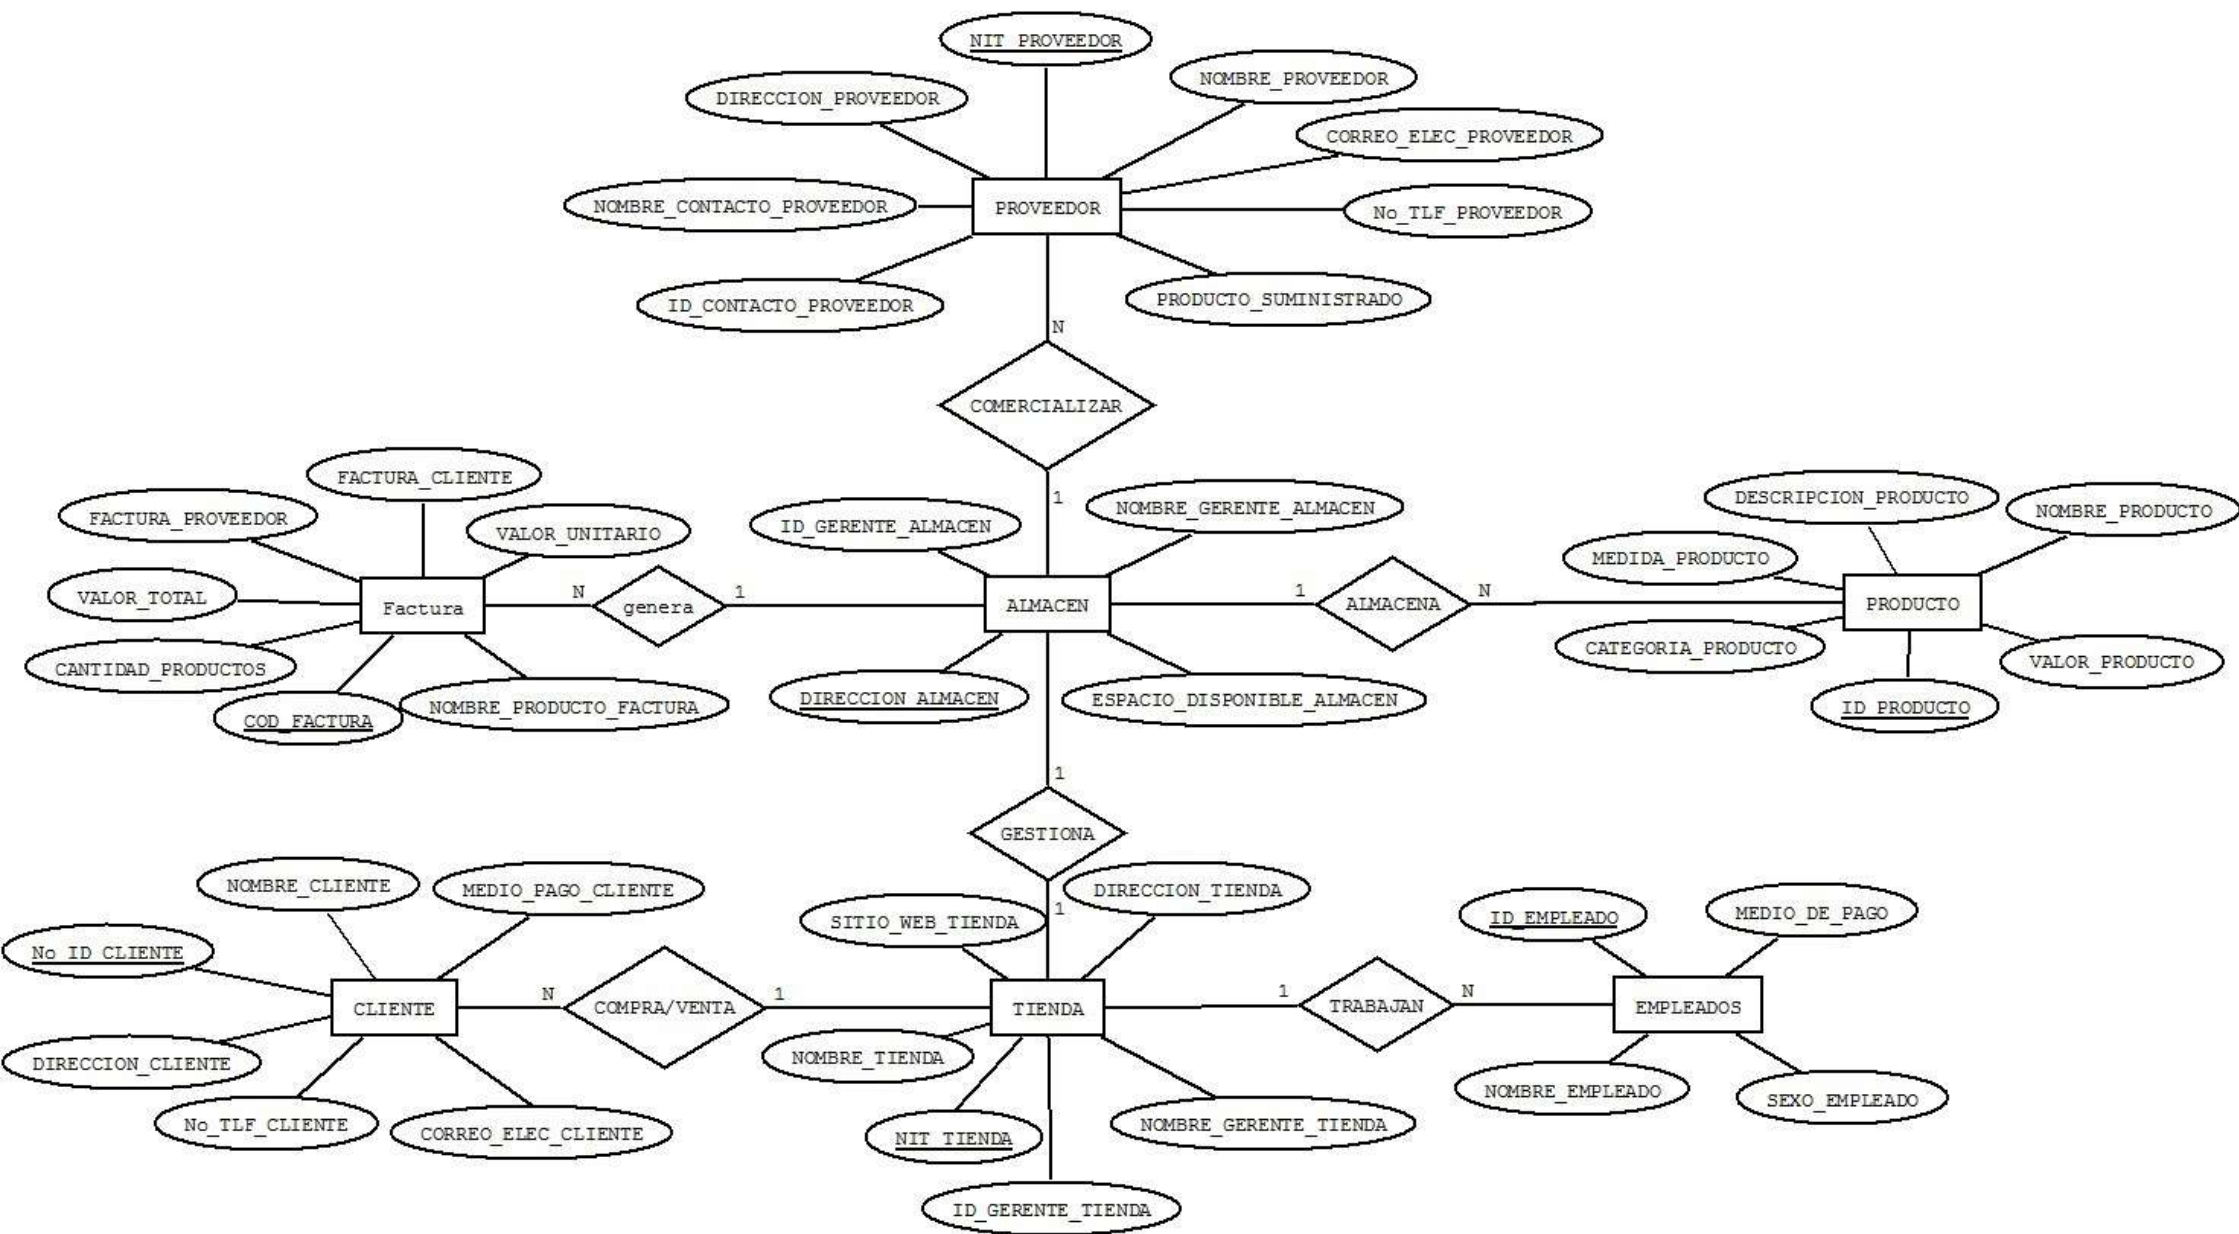 NIT_PROVEEDOR
NOMBRE_PROVEEDOR
DIRECCION_PROVEEDOR
CORREO_ELEC_PROVEEDOR
NOMBRE_CONTACTO_PROVEEDOR
PROVEEDOR
No_TLF_PROVEEDOR
ID_CONTACTO_PROVEEDOR
PRODUCTO_SUMINISTRADO
N
COMERCIALIZAR
1
FACTURA_CLIENTE
FACTURA_PROVEEDOR
VALOR_UNITARIO
VALOR_TOTAL
Factura
CANTIDAD_PRODUCTOS
COD_FACTURA
NOMBRE_PRODUCTO_FACTURA
N
genera
1
ID_GERENTE_ALMACEN
NOMBRE_GERENTE_ALMACEN
ALMACEN
DIRECCION_ALMACEN
ESPACIO_DISPONIBLE_ALMACEN
1
ALMACENA
N
DESCRIPCION_PRODUCTO
NOMBRE_PRODUCTO
MEDIDA_PRODUCTO
PRODUCTO
CATEGORIA_PRODUCTO
VALOR_PRODUCTO
ID_PRODUCTO
1
GESTIONA
1
NOMBRE_CLIENTE
MEDIO_PAGO_CLIENTE
No_ID_CLIENTE
CLIENTE
DIRECCION_CLIENTE
No_TLF_CLIENTE
CORREO_ELEC_CLIENTE
N
COMPRA/VENTA
1
SITIO_WEB_TIENDA
DIRECCION_TIENDA
TIENDA
NOMBRE_TIENDA
NIT_TIENDA
NOMBRE_GERENTE_TIENDA
ID_GERENTE_TIENDA
1
TRABAJAN
N
ID_EMPLEADO
MEDIO_DE_PAGO
EMPLEADOS
NOMBRE_EMPLEADO
SEXO_EMPLEADO